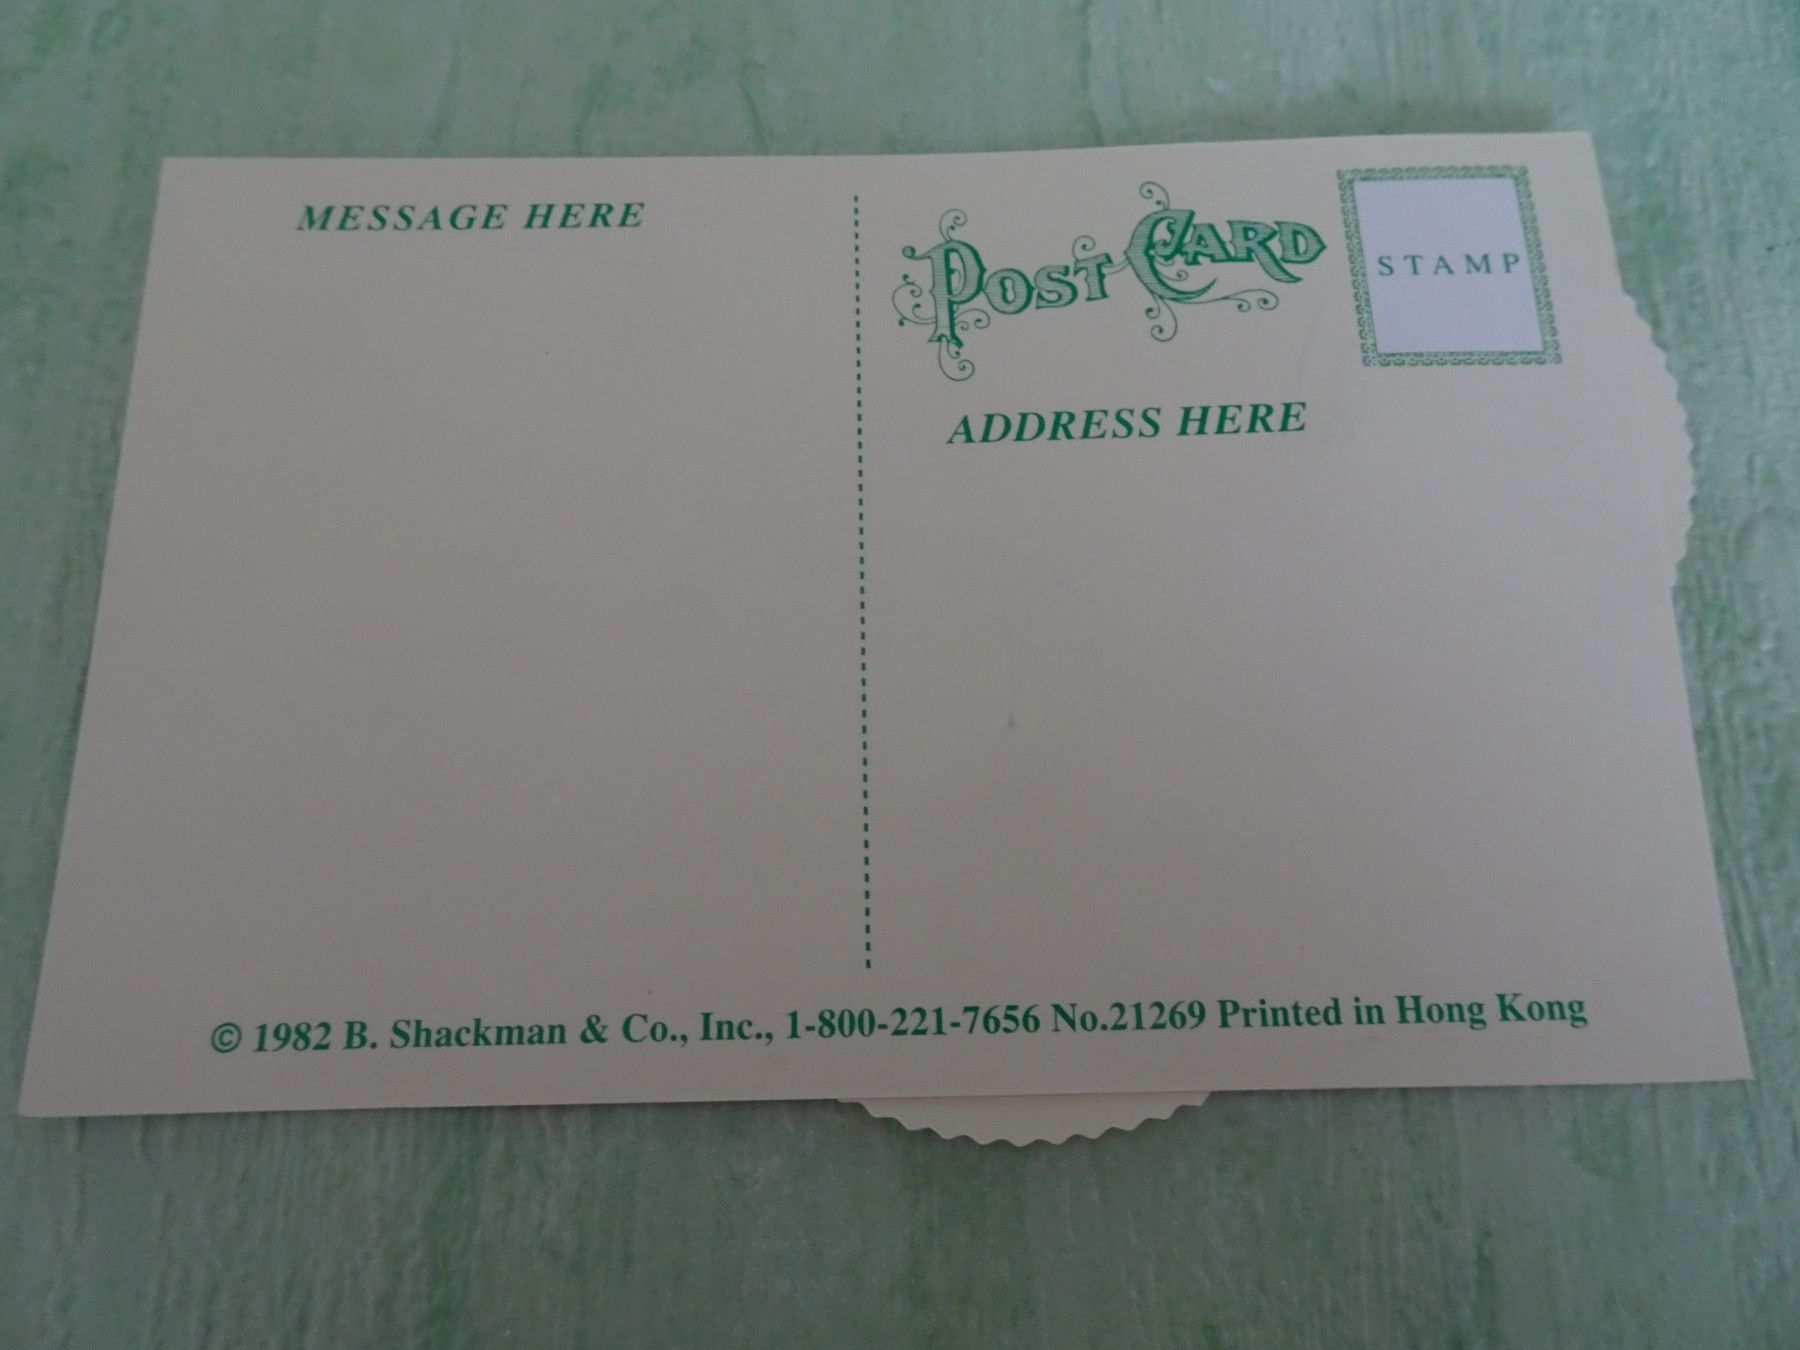 MESSAGE HERE
POST CARD
STAMP
ADDRESS HERE
© 1982 B. Shackman & Co., Inc., 1-800-221-7656 No.21269 Printed in Hong Kong